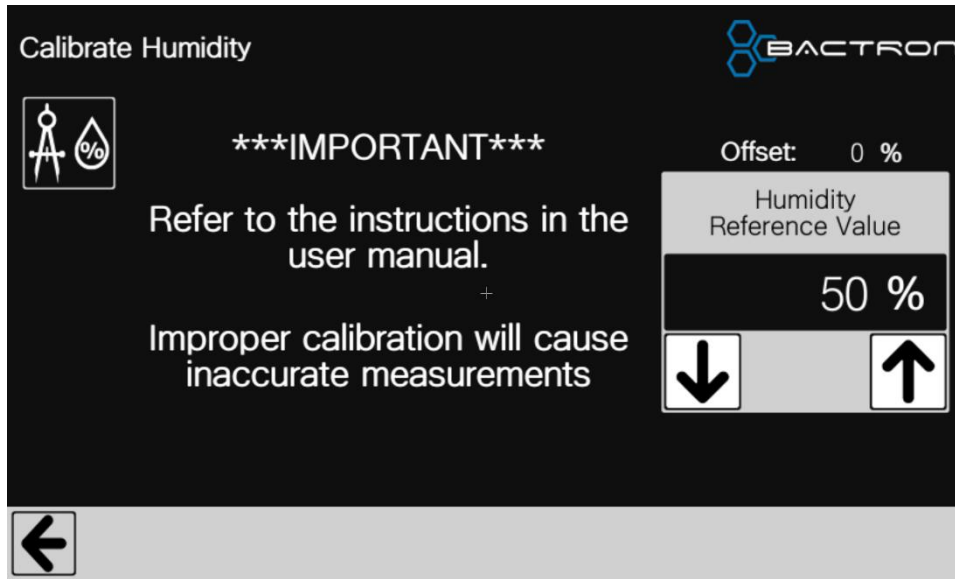 Calibrate Humidity
BACTRON
%
***IMPORTANT***
Refer to the instructions in the
user manual.
Improper calibration will cause
inaccurate measurements
Offset: 0 %
Humidity
Reference Value
50 %